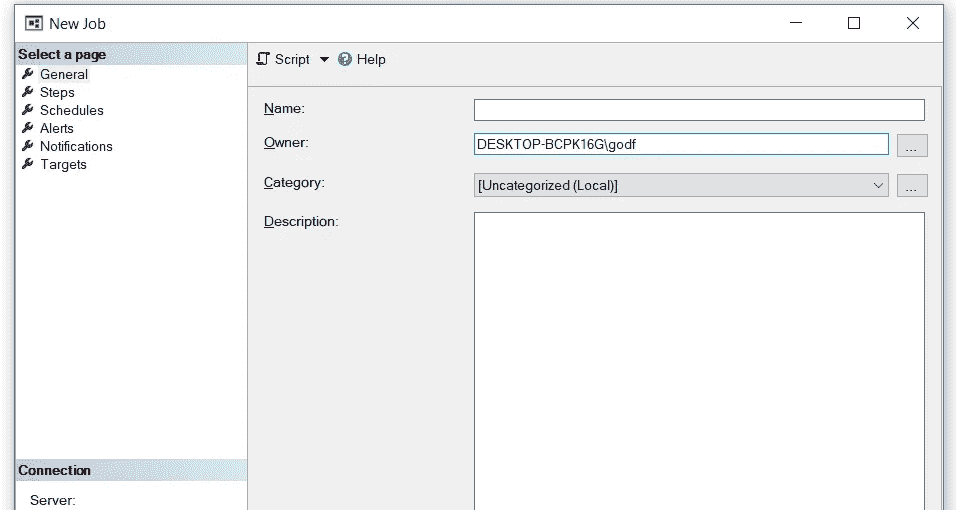 New Job
Select a page
General
Steps
Schedules
Alerts
Notifications
Targets
Connection
Server:
Script Help
Name:
Owner: DESKTOP-BCPK16G\godf ...
Category: [Uncategorized (Local)] ...
Description: